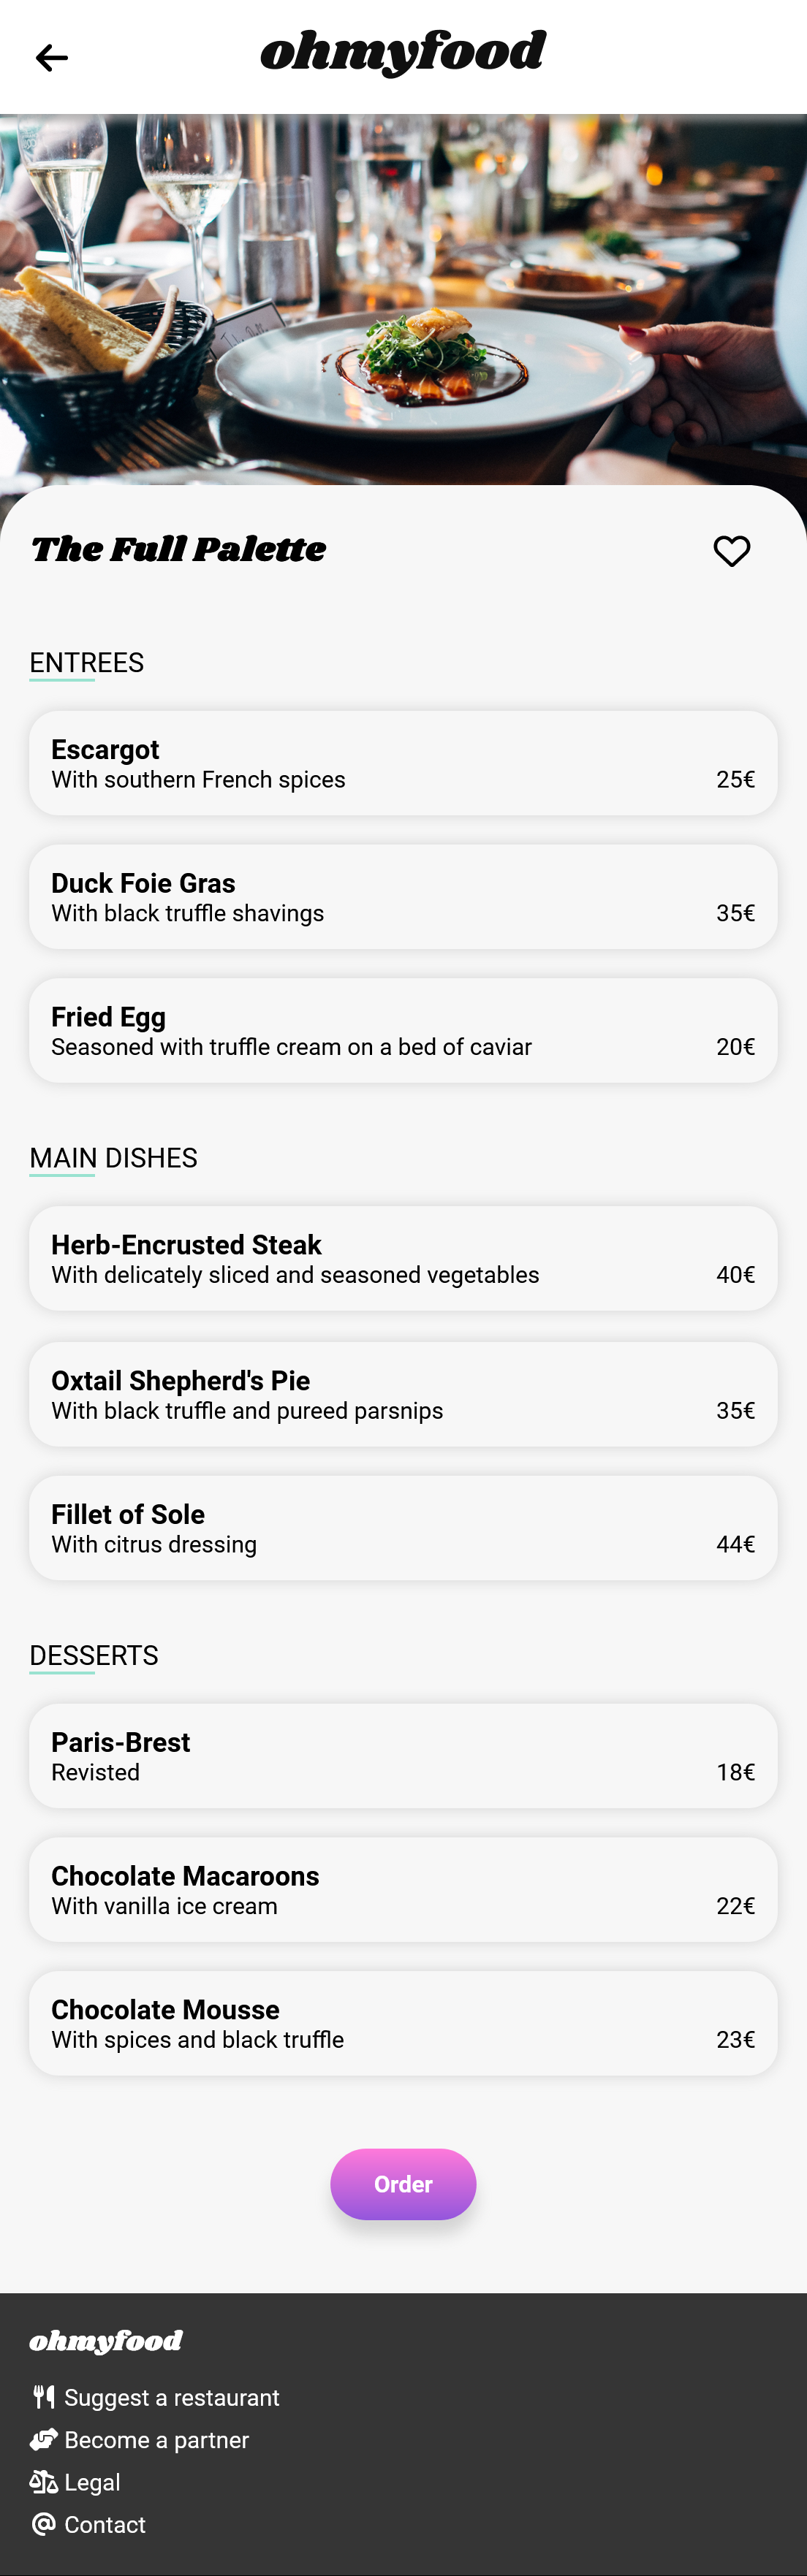 ohmyfood
The Full Palette
ENTREES
Escargot
With southern French spices 25€
Duck Foie Gras
With black truffle shavings 35€
Fried Egg
Seasoned with truffle cream on a bed of caviar 20€
MAIN DISHES
Herb-Encrusted Steak
With delicately sliced and seasoned vegetables 40€
Oxtail Shepherd's Pie
With black truffle and pureed parsnips 35€
Fillet of Sole
With citrus dressing 44€
DESSERTS
Paris-Brest
Revisted 18€
Chocolate Macaroons
With vanilla ice cream 22€
Chocolate Mousse
With spices and black truffle 23€
Order
ohmyfood
Suggest a restaurant
Become a partner
Legal
Contact